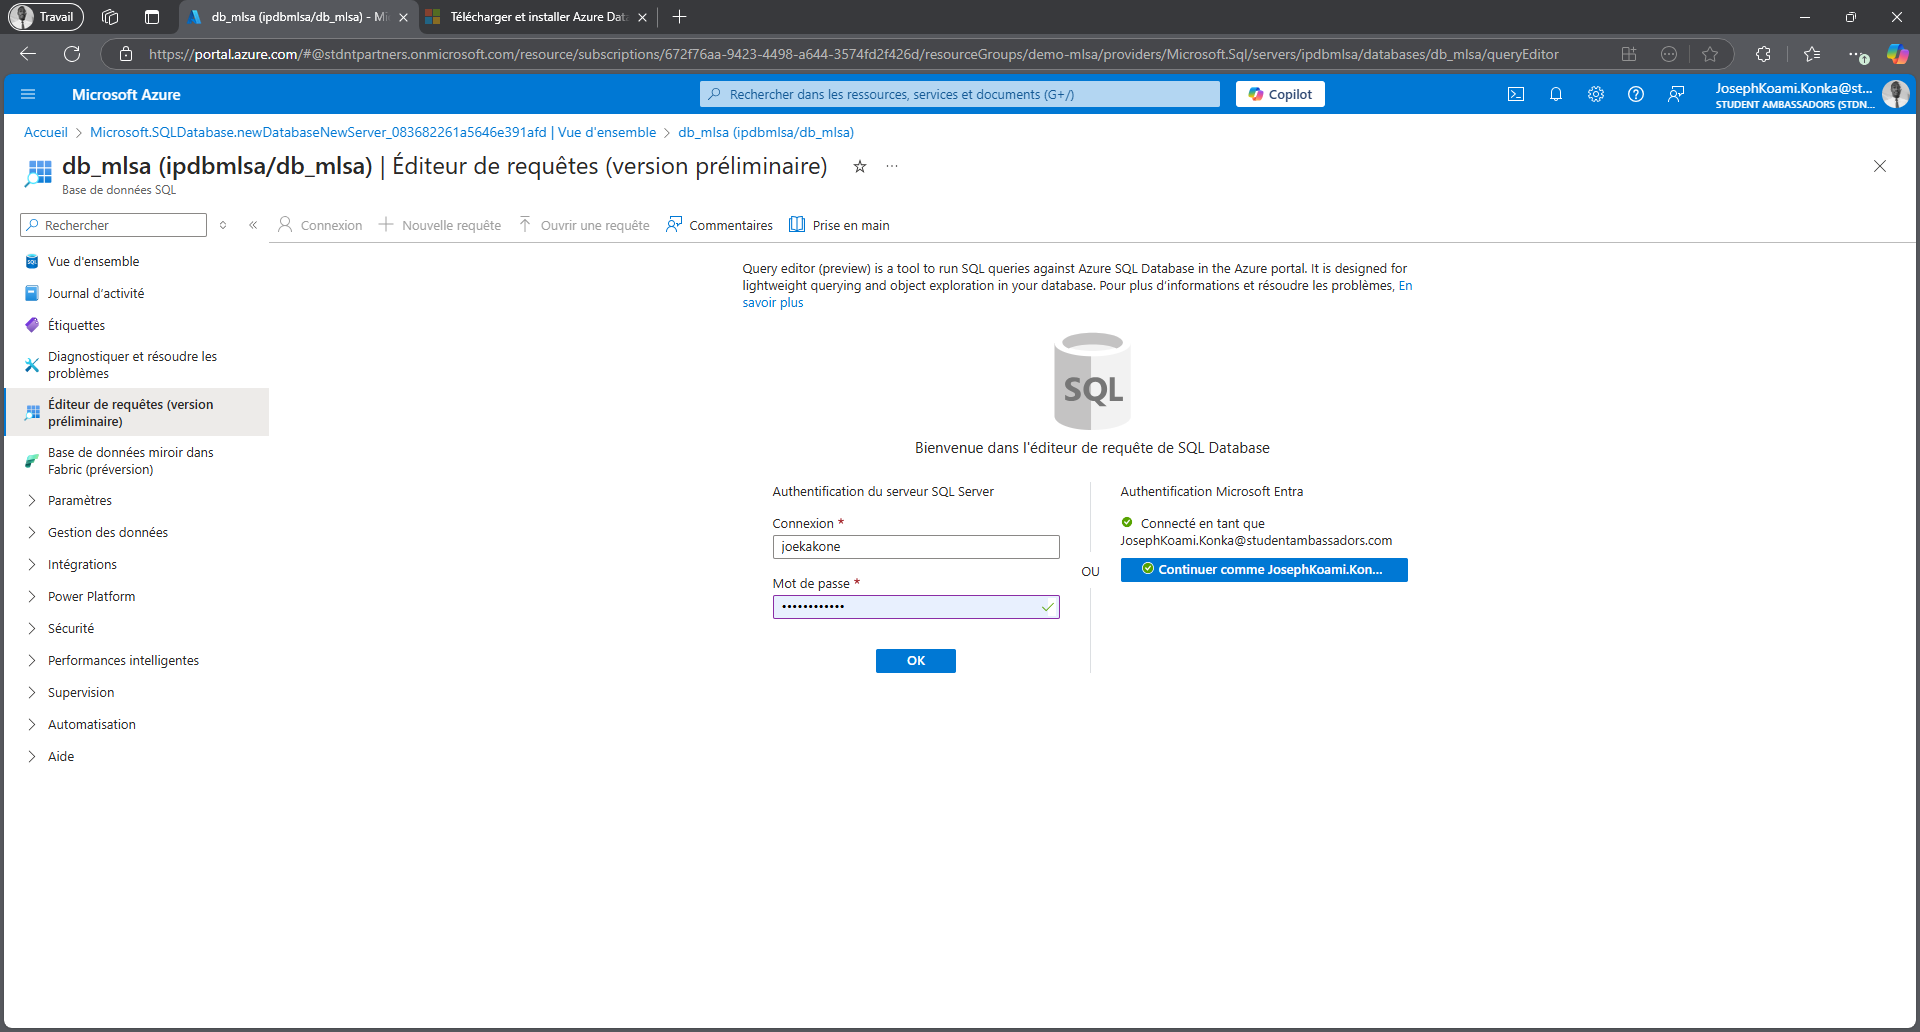 Travail
db_mlsa (ipdbmlsa/db_mlsa) - Mi
Télécharger et installer Azure Data
https://portal.azure.com/#@stdntpartners.onmicrosoft.com/resource/subscriptions/672f76aa-9423-4498-a644-3574fd2f426d/resourceGroups/demo-mlsa/providers/Microsoft.Sql/servers/ipdbmlsa/databases/db_mlsa/queryEditor
Microsoft Azure
Rechercher dans les ressources, services et documents (G+/)
Copilot
JosephKoami.Konka@st...
STUDENT AMBASSADORS (STDN...
Accueil > Microsoft.SQLDatabase.newDatabaseNewServer_083682261a5646e391afd | Vue d'ensemble > db_mlsa (ipdbmlsa/db_mlsa)
db_mlsa (ipdbmlsa/db_mlsa) | Éditeur de requêtes (version préliminaire)
Base de données SQL
Rechercher
Connexion
Nouvelle requête
Ouvrir une requête
Commentaires
Prise en main
Vue d'ensemble
Journal d'activité
Étiquettes
Diagnostiquer et résoudre les
problèmes
Éditeur de requêtes (version
préliminaire)
Base de données miroir dans
Fabric (préversion)
Paramètres
Gestion des données
Intégrations
Power Platform
Sécurité
Performances intelligentes
Supervision
Automatisation
Aide
Query editor (preview) is a tool to run SQL queries against Azure SQL Database in the Azure portal. It is designed for
lightweight querying and object exploration in your database. Pour plus d'informations et résoudre les problèmes, En
savoir plus
SQL
Bienvenue dans l'éditeur de requête de SQL Database
Authentification du serveur SQL Server
Connexion *
joekakone
Mot de passe *
••••••••••••
OK
OU
Authentification Microsoft Entra
Connecté en tant que
JosephKoami.Konka@studentambassadors.com
Continuer comme JosephKoami.Kon...